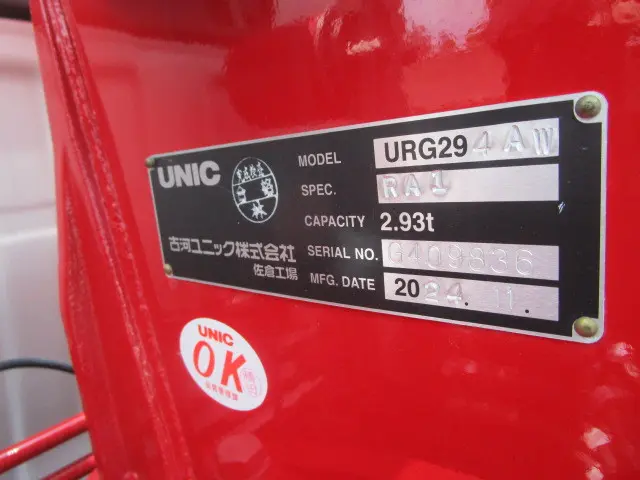 UNIC
MODEL URG294AW
SPEC. RA1
CAPACITY 2.93t
SERIAL NO. G409836
MFG. DATE 2024.11.
古河ユニック株式会社
佐倉工場
UNIC
OK